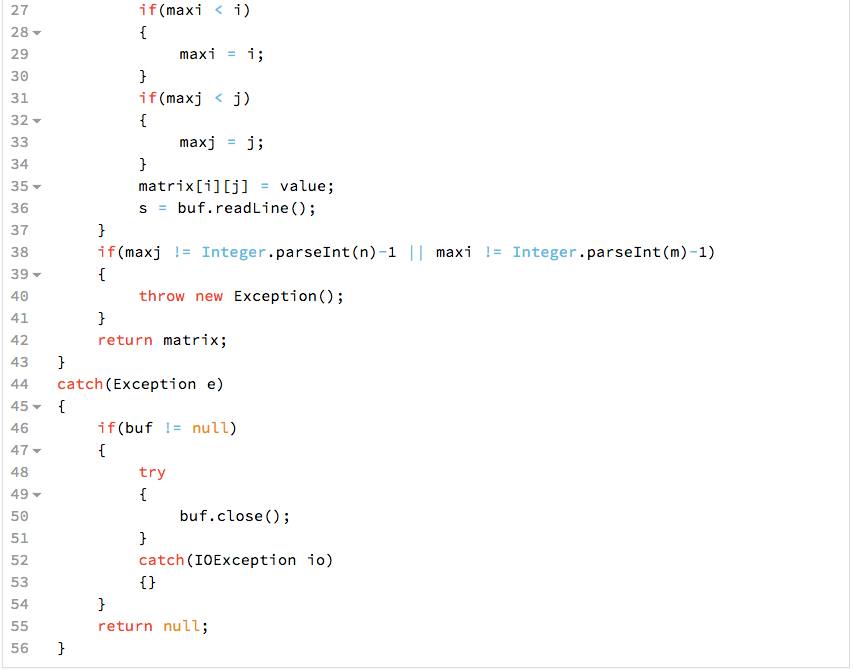 27 if(maxi < i)
28 {
29 maxi = i;
30 }
31 if(maxj < j)
32 {
33 maxj = j;
34 }
35 matrix[i][j] = value;
36 s = buf.readLine();
37 }
38 if(maxj != Integer.parseInt(n)-1 || maxi != Integer.parseInt(m)-1)
39 {
40 throw new Exception();
41 }
42 return matrix;
43 }
44 catch(Exception e)
45 {
46 if(buf != null)
47 {
48 try
49 {
50 buf.close();
51 }
52 catch(IOException io)
53 {}
54 }
55 return null;
56 }